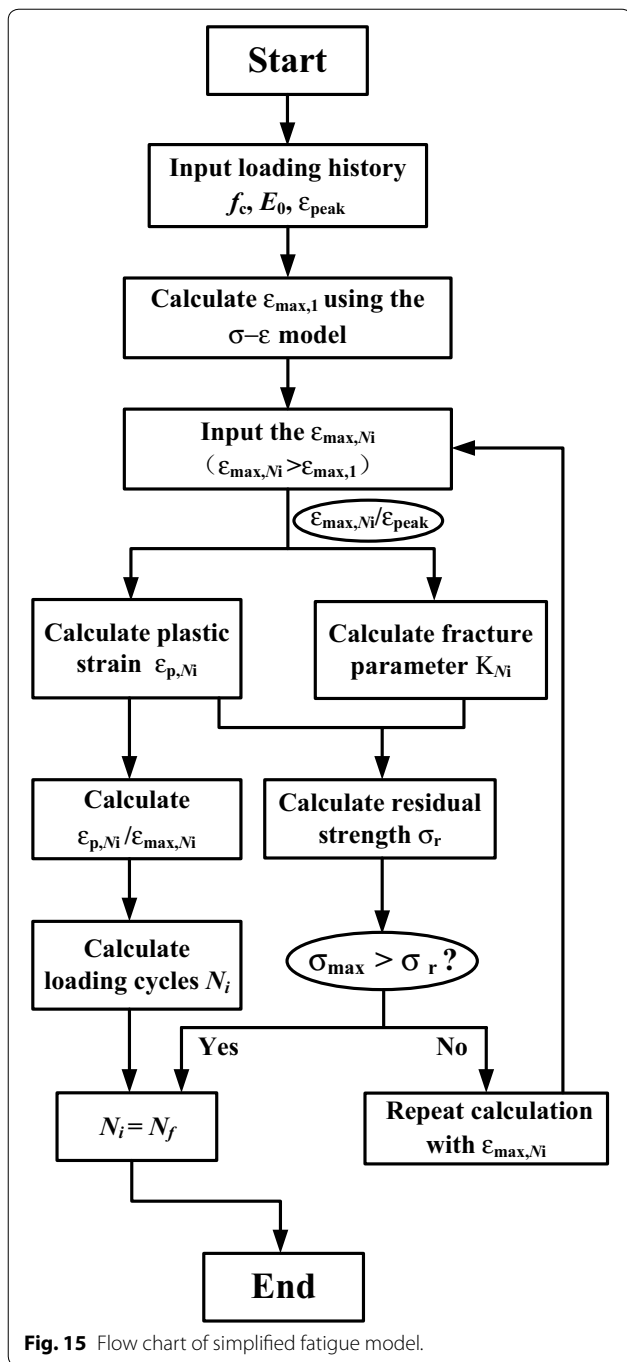 Start
Input loading history
fc, E0, εpeak
Calculate εmax,1 using the
σ–ε model
Input the εmax,Ni
(εmax,Ni>εmax,1)
εmax,Ni/εpeak
Calculate plastic
strain εp,Ni
Calculate fracture
parameter KNi
Calculate
εp,Ni/εmax,Ni
Calculate residual
strength σr
Calculate
loading cycles Ni
σmax > σ r ?
Yes
No
Ni = Nf
Repeat calculation
with εmax,Ni
End
Fig. 15 Flow chart of simplified fatigue model.